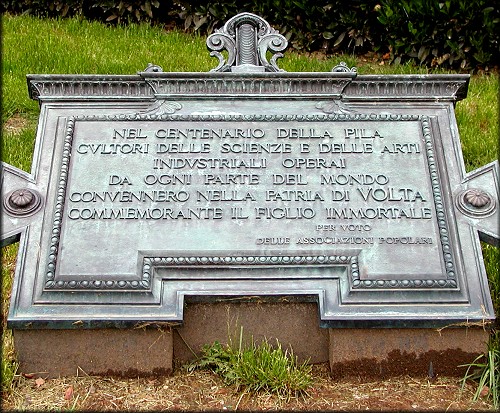 NEL CENTENARIO DELLA PILA
CVLTORI DELLE SCIENZE E DELLE ARTI
INDVSTRIALI OPERAI
DA OGNI PARTE DEL MONDO
CONVENNERO NELLA PATRIA DI VOLTA
COMMEMORANTE IL FIGLIO IMMORTALE
PER VOTO
DELLE ASSOCIAZIONI POPOLARI